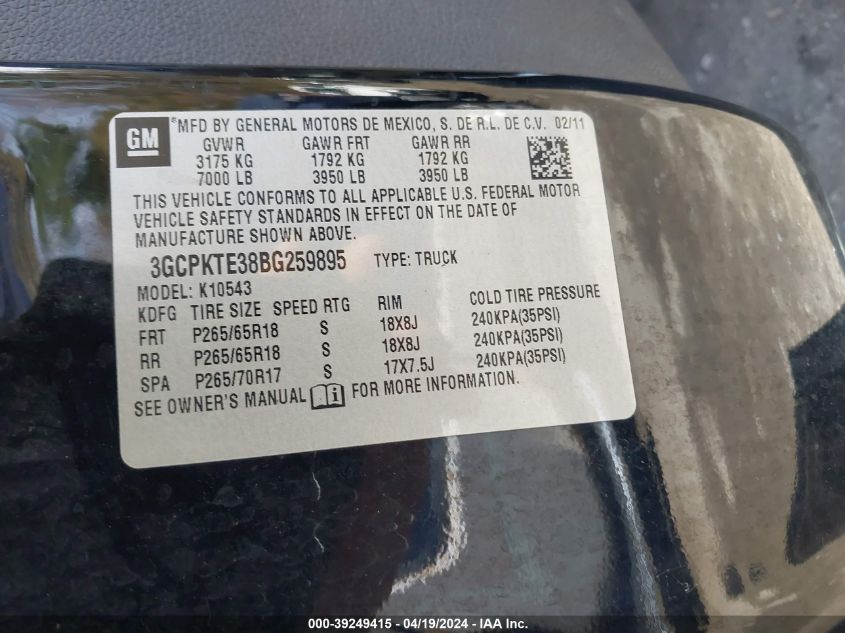 GM
®MFD BY GENERAL MOTORS DE MEXICO, S. DE R.L. DE C.V. 02/11
GVWR GAWR FRT GAWR RR
3175 KG 1792 KG 1792 KG
7000 LB 3950 LB 3950 LB
THIS VEHICLE CONFORMS TO ALL APPLICABLE U.S. FEDERAL MOTOR
VEHICLE SAFETY STANDARDS IN EFFECT ON THE DATE OF
MANUFACTURE SHOWN ABOVE.
3GCPKTE38BG259895 TYPE: TRUCK
MODEL: K10543
KDFG TIRE SIZE SPEED RTG RIM COLD TIRE PRESSURE
FRT P265/65R18 S 18X8J 240KPA(35PSI)
RR P265/65R18 S 18X8J 240KPA(35PSI)
SPA P265/70R17 S 17X7.5J 240KPA(35PSI)
SEE OWNER'S MANUAL FOR MORE INFORMATION.
000-39249415 - 04/19/2024 - IAA Inc.